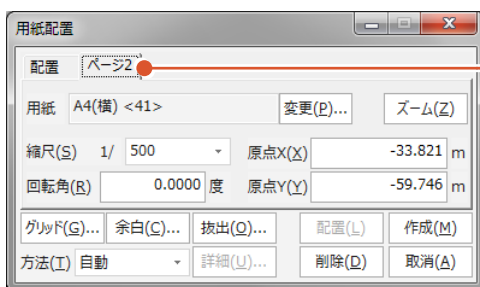 用紙配置
配置 ページ2
用紙 A4(横) <41> 変更(P)... ズーム(Z)
縮尺(S) 1/ 500 原点X(X) -33.821 m
回転角(R) 0.0000 度 原点Y(Y) -59.746 m
グリッド(G)... 余白(C)... 抜出(O)... 配置(L) 作成(M)
方法(T) 自動 詳細(U)... 削除(D) 取消(A)